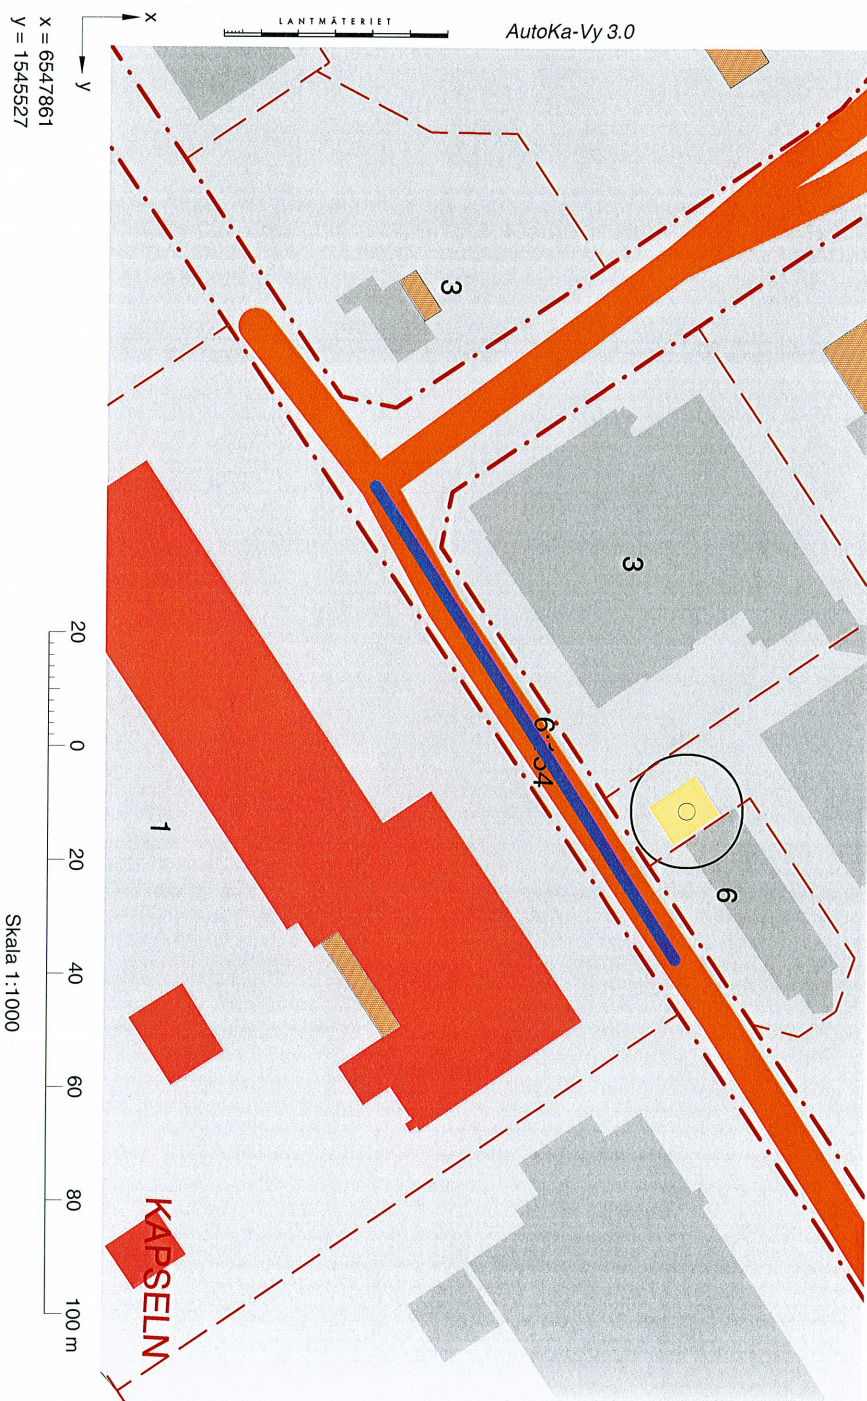 LANTMÄTERIET
AutoKa-Vy 3.0
x
y
x = 6547861
y = 1545527
3
3
6
1
KAPSELN
20
0
20
40
60
80
100 m
Skala 1:1000